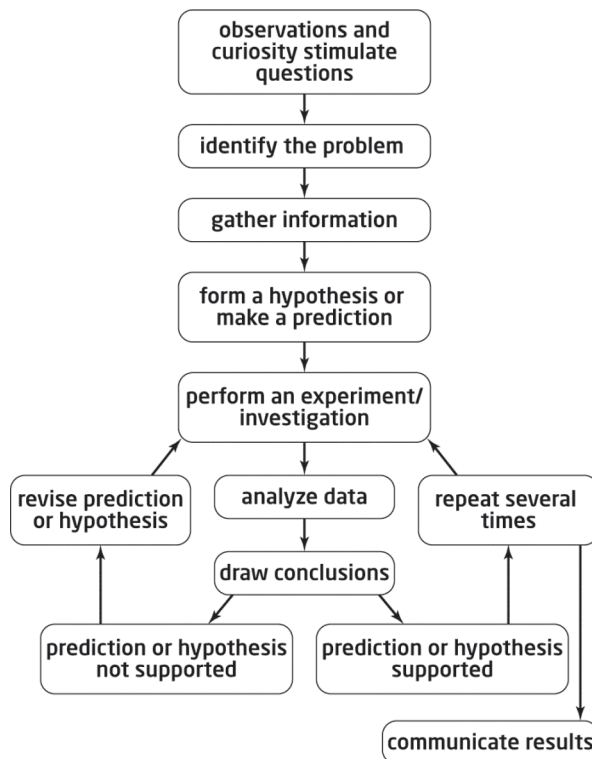 observations and
curiosity stimulate
questions
identify the problem
gather information
form a hypothesis or
make a prediction
perform an experiment/
investigation
revise prediction
or hypothesis
analyze data
repeat several
times
draw conclusions
prediction or hypothesis
not supported
prediction or hypothesis
supported
communicate results